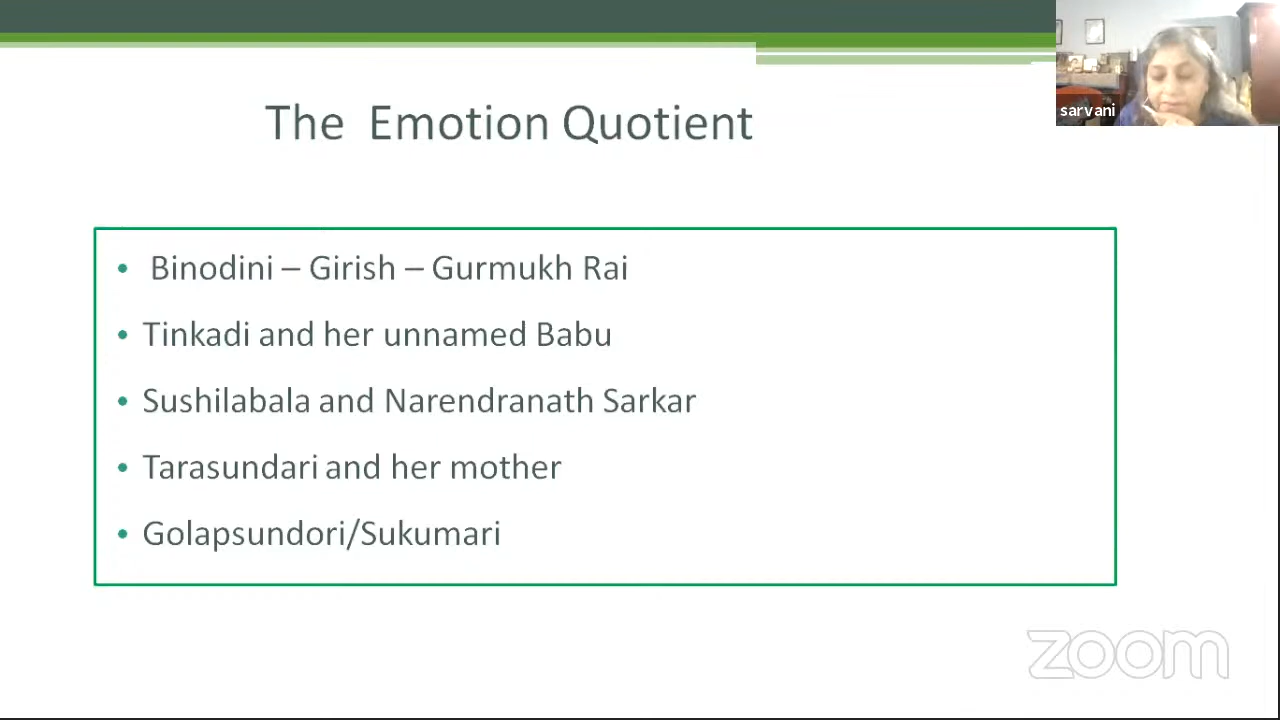 sarvani
The Emotion Quotient
• Binodini – Girish – Gurmukh Rai
• Tinkadi and her unnamed Babu
• Sushilabala and Narendranath Sarkar
• Tarasundari and her mother
• Golapsundori/Sukumari
zoom